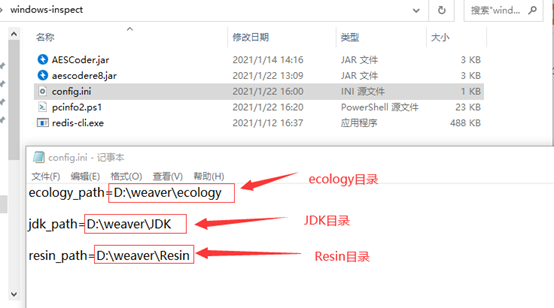 windows-inspect
搜索"wind...
名称 修改日期 类型 大小
AESCoder.jar 2021/1/14 14:16 JAR 文件 3 KB
aescodere8.jar 2021/1/22 13:09 JAR 文件 3 KB
config.ini 2021/1/22 16:00 INI 源文件 1 KB
pcinfo2.ps1 2021/1/22 16:20 PowerShell 源文件 23 KB
redis-cli.exe 2021/1/12 16:37 应用程序 488 KB
config.ini - 记事本
文件(F) 编辑(E) 格式(O) 查看(V) 帮助(H)
ecology_path=D:\weaver\ecology ecology目录
jdk_path=D:\weaver\JDK JDK目录
resin_path=D:\weaver\Resin Resin目录